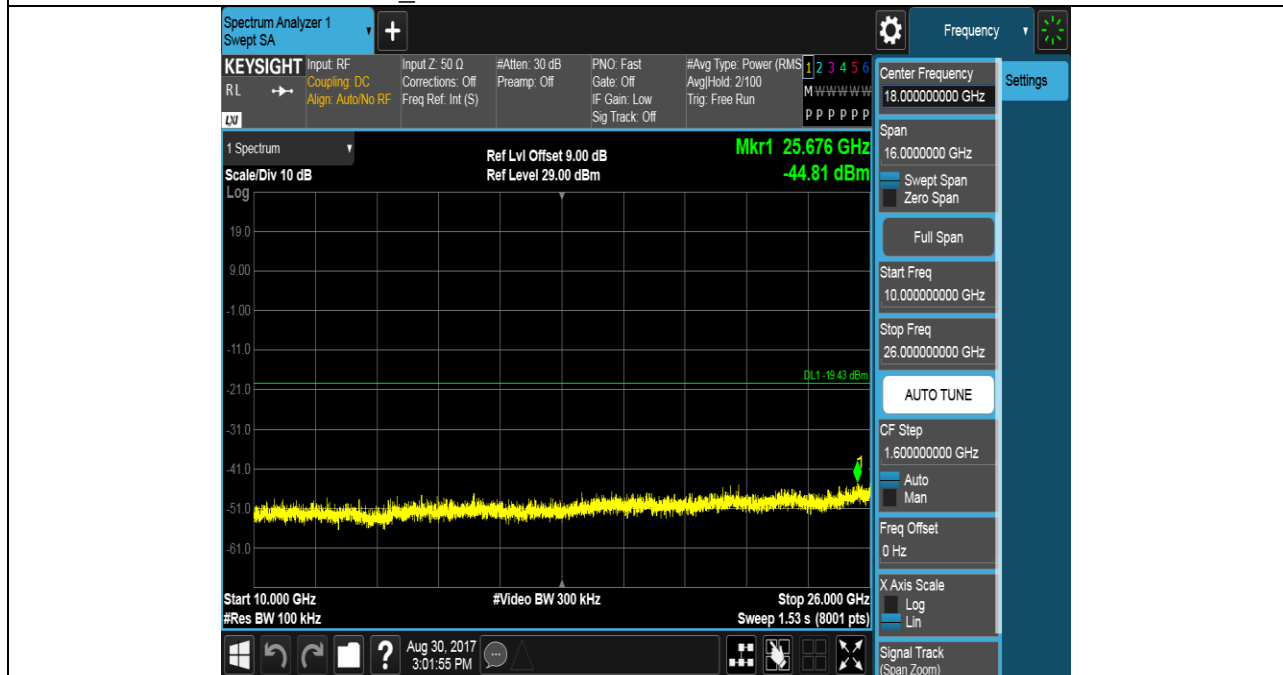 Spectrum Analyzer 1
Swept SA
+
Frequency
KEYSIGHT
RL
LXI
Input: RF
Coupling: DC
Align: Auto/No RF
Input Z: 50 Ω
Corrections: Off
Freq Ref: Int (S)
#Atten: 30 dB
Preamp: Off
PNO: Fast
Gate: Off
IF Gain: Low
Sig Track: Off
#Avg Type: Power (RMS
Avg|Hold: 2/100
Trig: Free Run
1 2 3 4 5 6
M W W W W W
P P P P P P
1 Spectrum
Scale/Div 10 dB
Ref Lvl Offset 9.00 dB
Ref Level 29.00 dBm
Mkr1 25.676 GHz
-44.81 dBm
Log
19.0
9.00
-1.00
-11.0
-21.0
-31.0
-41.0
-51.0
-61.0
DL1 -19.43 dBm
1
Start 10.000 GHz
#Res BW 100 kHz
#Video BW 300 kHz
Stop 26.000 GHz
Sweep 1.53 s (8001 pts)
Center Frequency
18.000000000 GHz
Settings
Span
16.0000000 GHz
Swept Span
Zero Span
Full Span
Start Freq
10.000000000 GHz
Stop Freq
26.000000000 GHz
AUTO TUNE
CF Step
1.600000000 GHz
Auto
Man
Freq Offset
0 Hz
X Axis Scale
Log
Lin
Signal Track
(Span Zoom)
?
Aug 30, 2017
3:01:55 PM